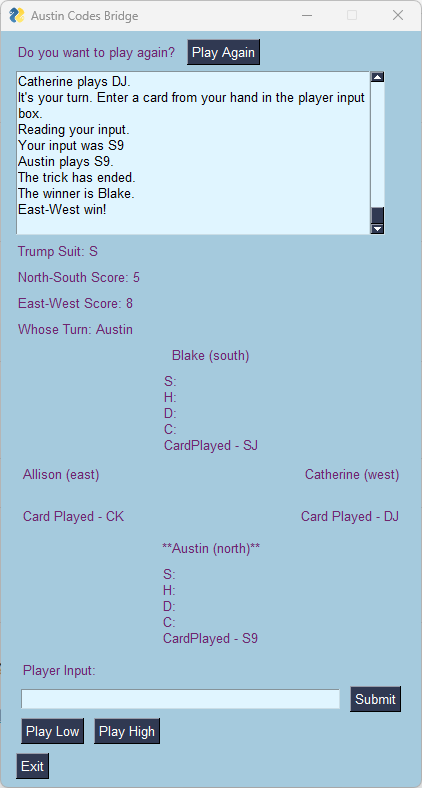 Austin Codes Bridge
Do you want to play again? Play Again
Catherine plays DJ.
It's your turn. Enter a card from your hand in the player input
box.
Reading your input.
Your input was S9
Austin plays S9.
The trick has ended.
The winner is Blake.
East-West win!
Trump Suit: S
North-South Score: 5
East-West Score: 8
Whose Turn: Austin
Blake (south)
S:
H:
D:
C:
CardPlayed - SJ
Allison (east) Catherine (west)
Card Played - CK Card Played - DJ
**Austin (north)**
S:
H:
D:
C:
CardPlayed - S9
Player Input:
Submit
Play Low Play High
Exit